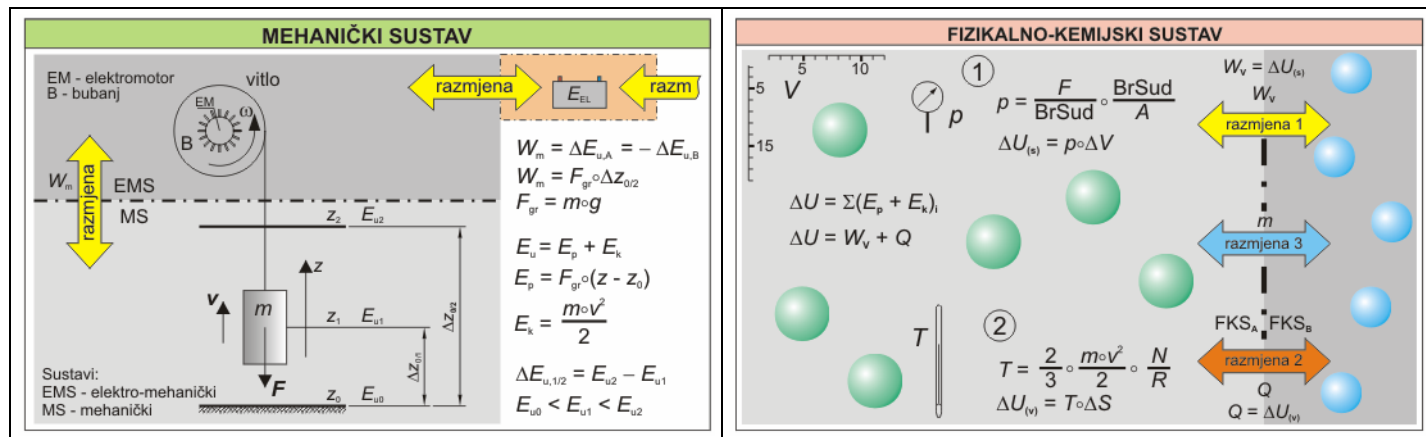 MEHANIČKI SUSTAV
EM - elektromotor
B - bubanj
vitlo
EM
ω
B
razmjena
E_EL
razm
W_m
razmjena
EMS
MS
z_2 E_u2
z
v
m
z_1 E_u1
F
z_0 E_u0
Δz_0/1
Δz_0/2
Sustavi:
EMS - elektro-mehanički
MS - mehanički
W_m = ΔE_u,A = − ΔE_u,B
W_m = F_gr∘Δz_0/2
F_gr = m∘g
E_u = E_p + E_k
E_p = F_gr∘(z - z_0)
E_k = m∘v² / 2
ΔE_u,1/2 = E_u2 − E_u1
E_u0 < E_u1 < E_u2
FIZIKALNO-KEMIJSKI SUSTAV
5 10
V
5
15
p
1
p = F / BrSud ∘ BrSud / A
ΔU_(s) = p∘ΔV
ΔU = Σ(E_p + E_k)_i
ΔU = W_v + Q
T
2
T = 2 / 3 ∘ m∘v² / 2 ∘ N / R
ΔU_(v) = T∘ΔS
W_v = ΔU_(s)
W_v
razmjena 1
m
razmjena 3
FKS_A FKS_B
razmjena 2
Q
Q = ΔU_(v)